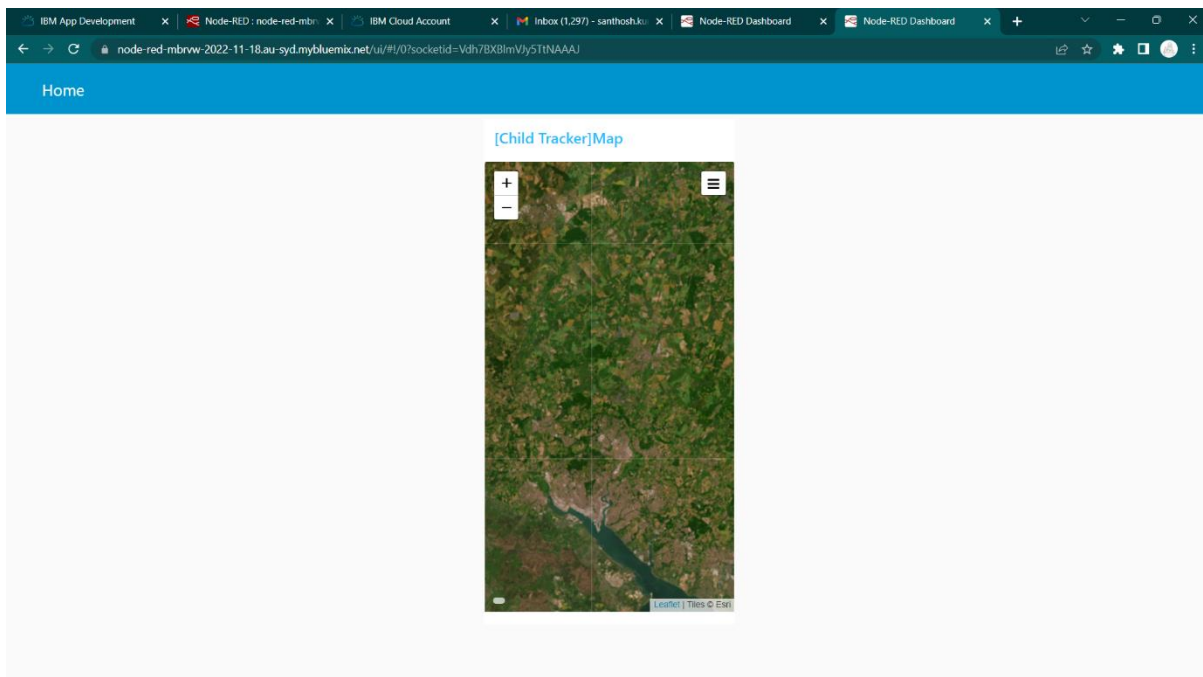 IBM App Development
Node-RED : node-red-mbrv
IBM Cloud Account
Inbox (1,297) - santhosh.ku
Node-RED Dashboard
Node-RED Dashboard
node-red-mbrvw-2022-11-18.au-syd.mybluemix.net/ui/#!/0?socketid=Vdh7BXBlmVJy5TtNAAAJ
Home
[Child Tracker]Map
+
−
Leaflet | Tiles © Esri